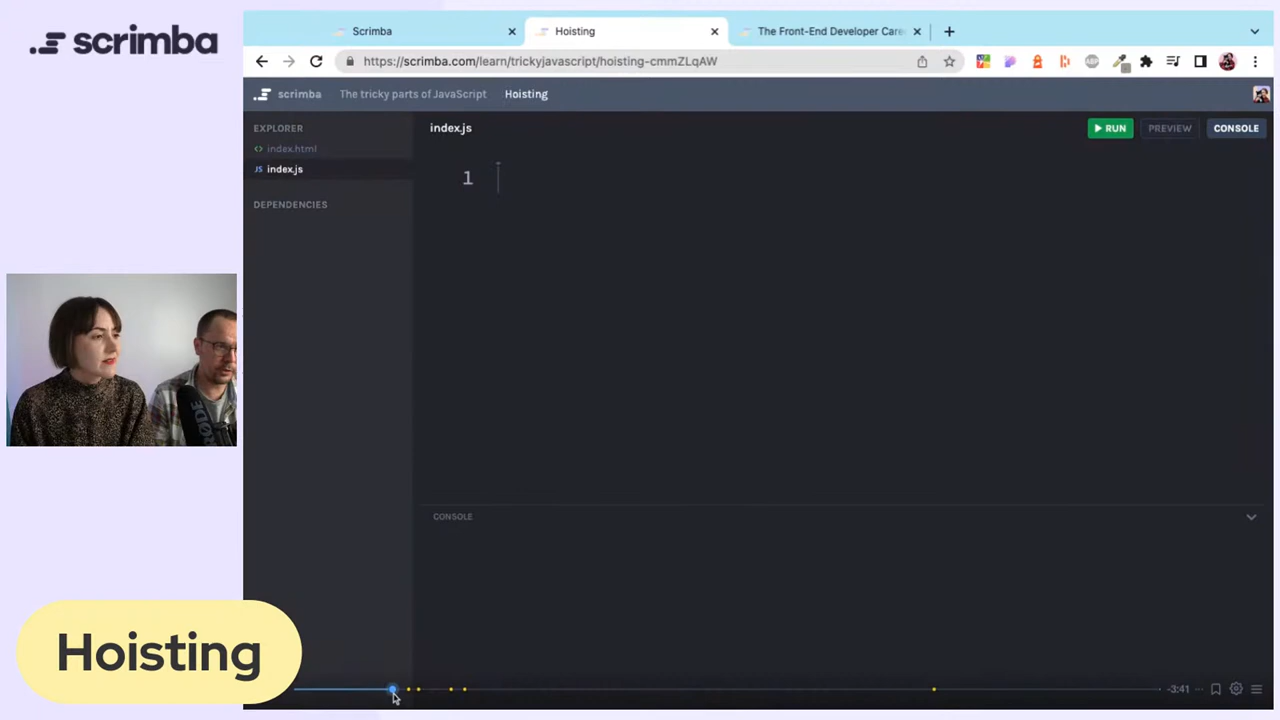 scrimba
Scrimba
Hoisting
The Front-End Developer Care
https://scrimba.com/learn/trickyjavascript/hoisting-cmmZLqAW
scrimba
The tricky parts of JavaScript
Hoisting
EXPLORER
index.html
JS index.js
DEPENDENCIES
index.js
RUN
PREVIEW
CONSOLE
1
CONSOLE
RODE
Hoisting
-3:41